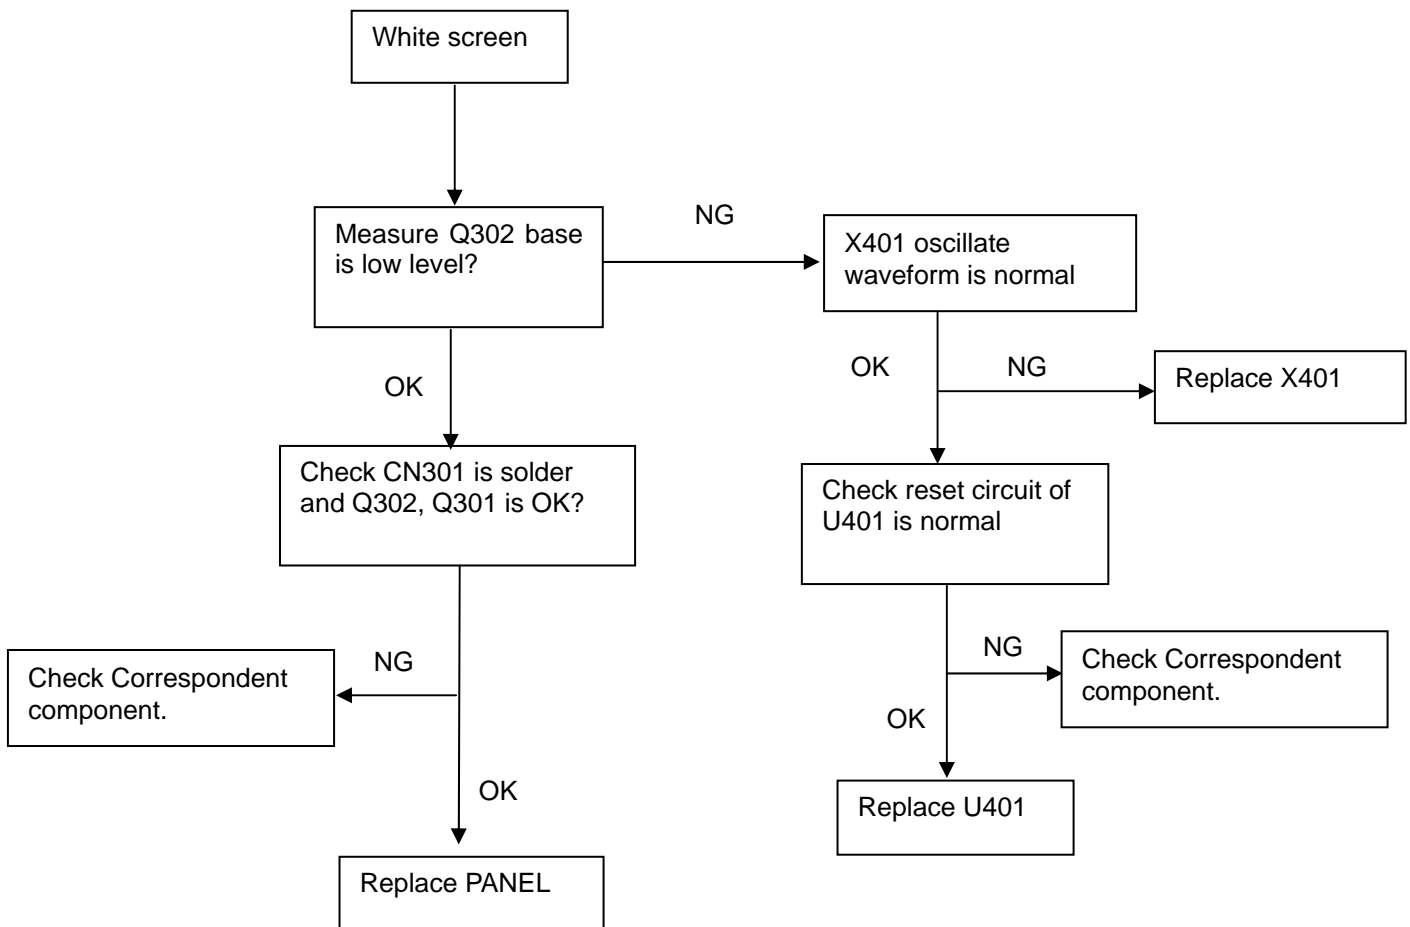 White screen
Measure Q302 base
is low level?
NG
X401 oscillate
waveform is normal
OK
OK
NG
Replace X401
Check CN301 is solder
and Q302, Q301 is OK?
Check reset circuit of
U401 is normal
NG
Check Correspondent
component.
NG
Check Correspondent
component.
OK
OK
Replace U401
Replace PANEL